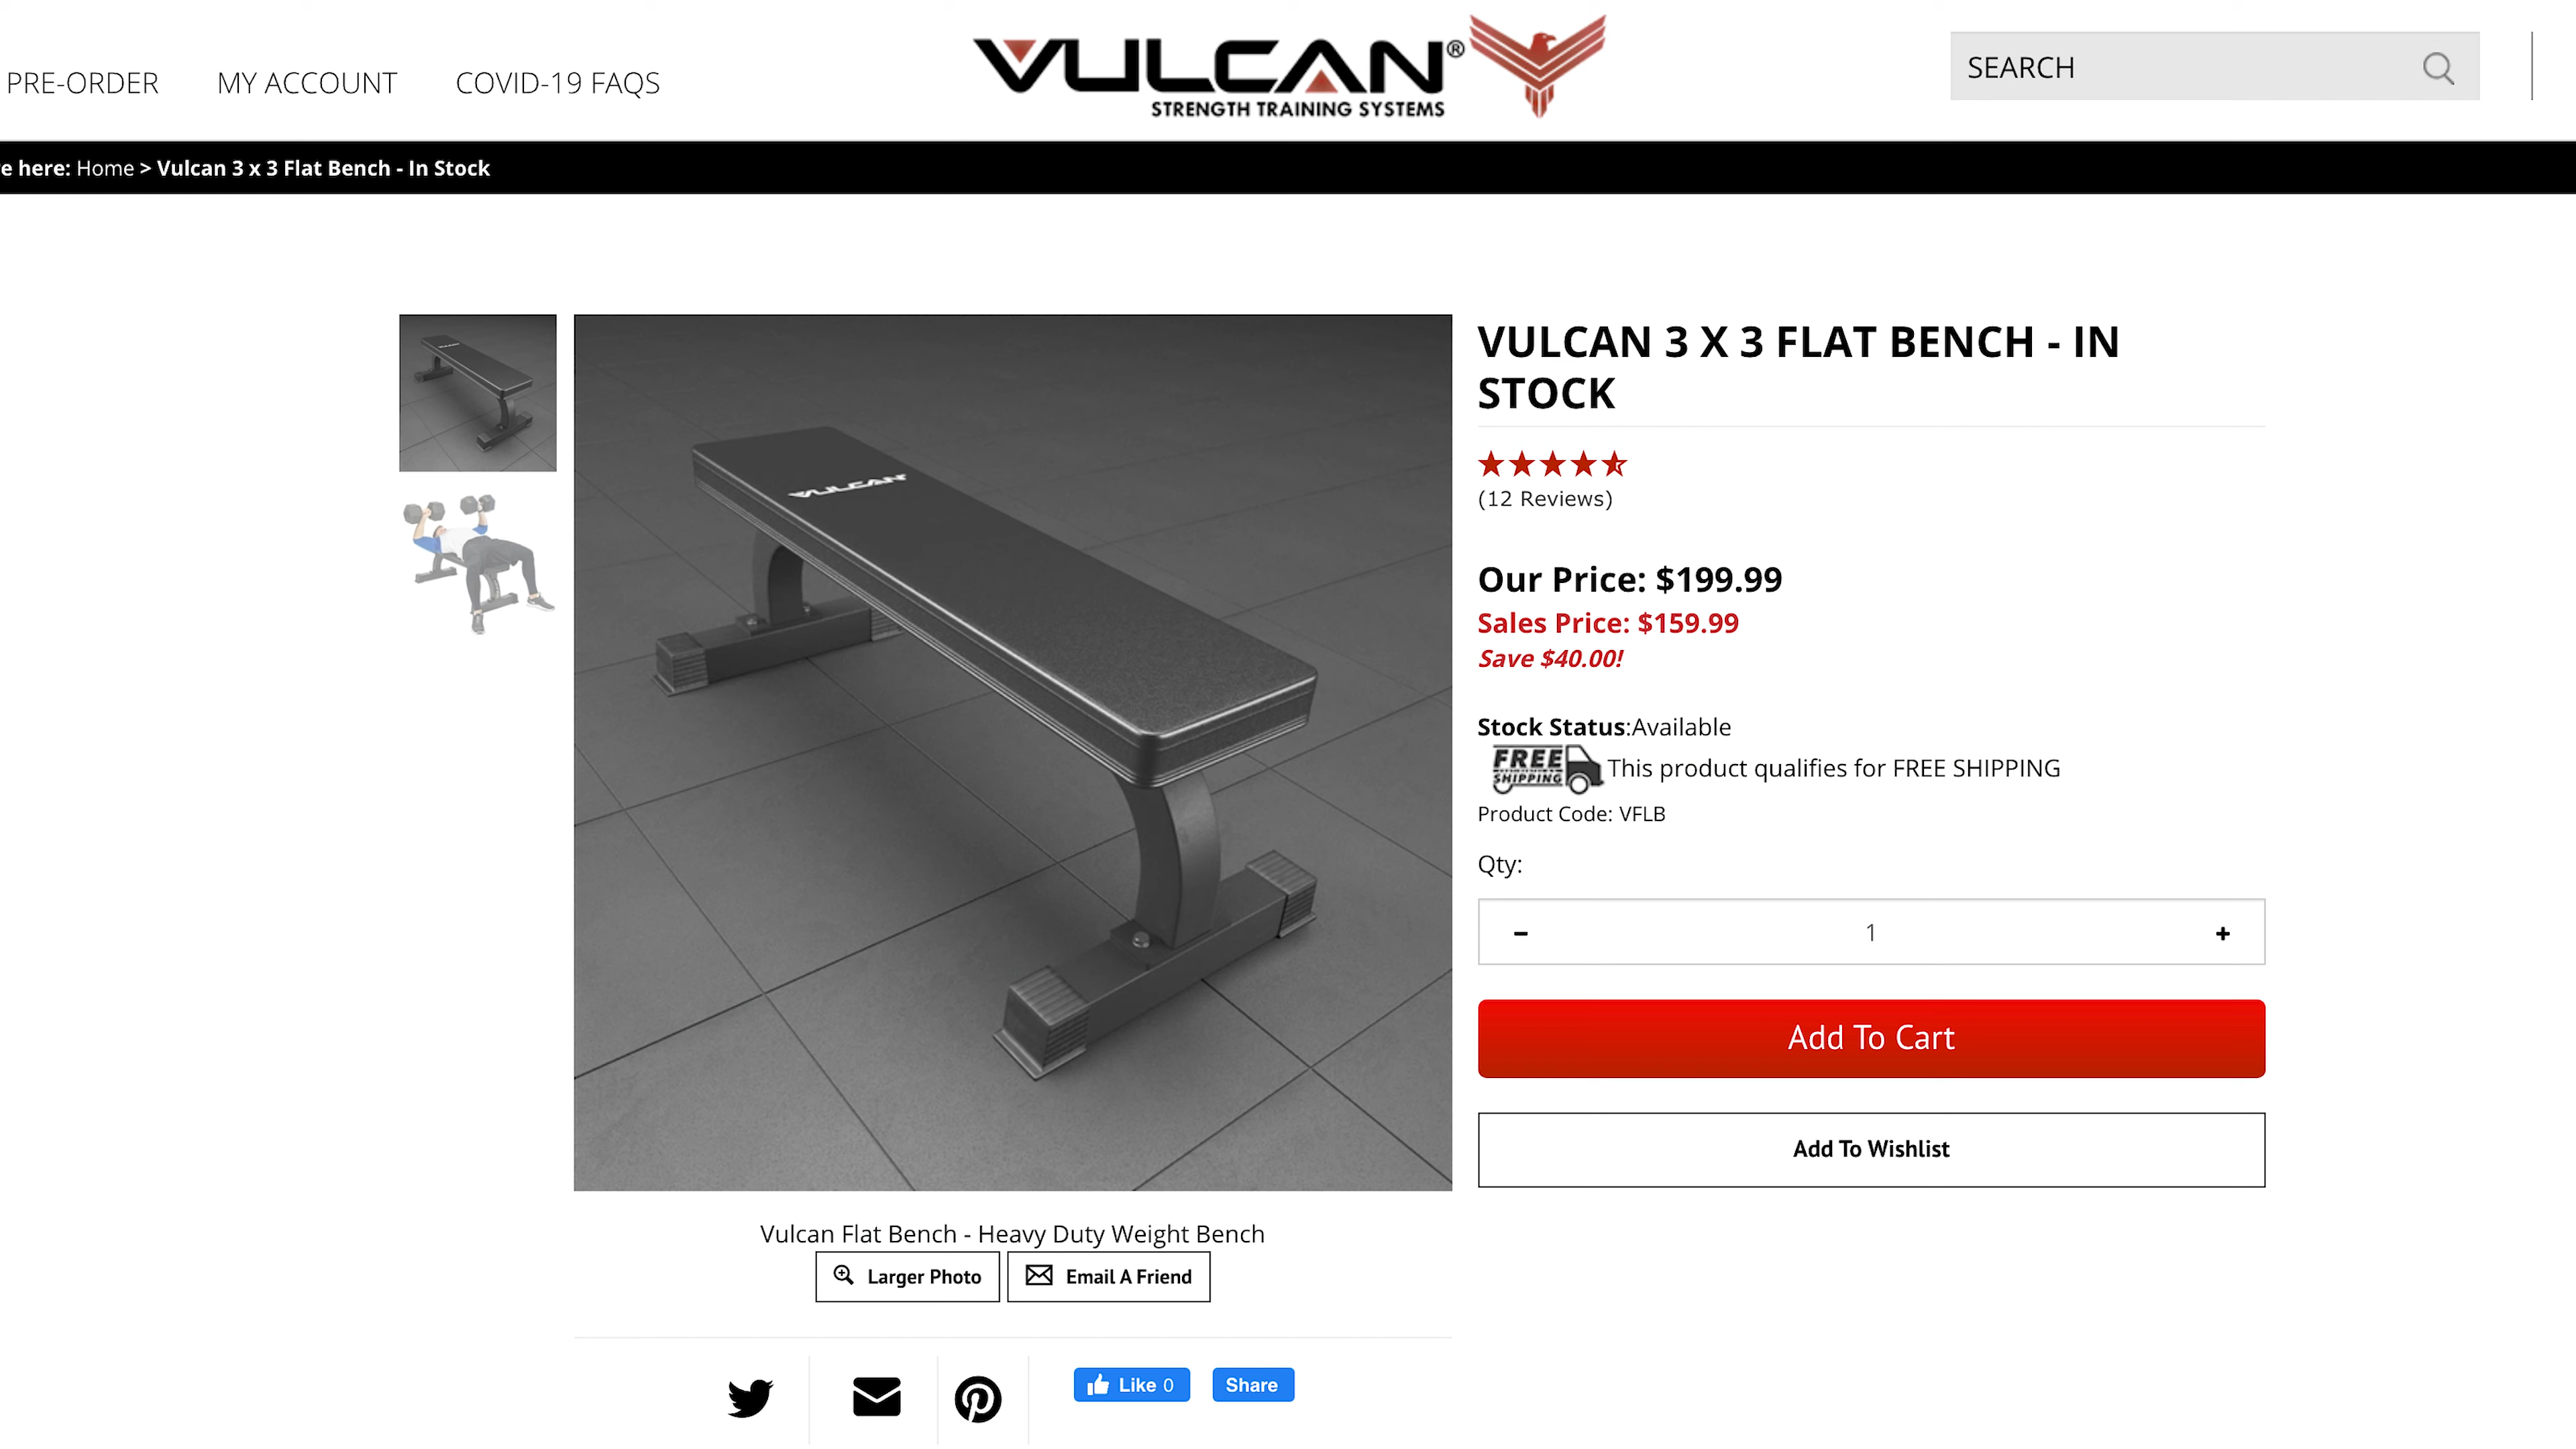 PRE-ORDER MY ACCOUNT COVID-19 FAQS
VULCAN®
STRENGTH TRAINING SYSTEMS
SEARCH
e here: Home > Vulcan 3 x 3 Flat Bench - In Stock
VULCAN
VULCAN 3 X 3 FLAT BENCH - IN
STOCK
(12 Reviews)
Our Price: $199.99
Sales Price: $159.99
Save $40.00!
Stock Status:Available
FREE
SHIPPING
This product qualifies for FREE SHIPPING
Product Code: VFLB
Qty:
- 1 +
Add To Cart
Add To Wishlist
Vulcan Flat Bench - Heavy Duty Weight Bench
Larger Photo
Email A Friend
Like 0
Share